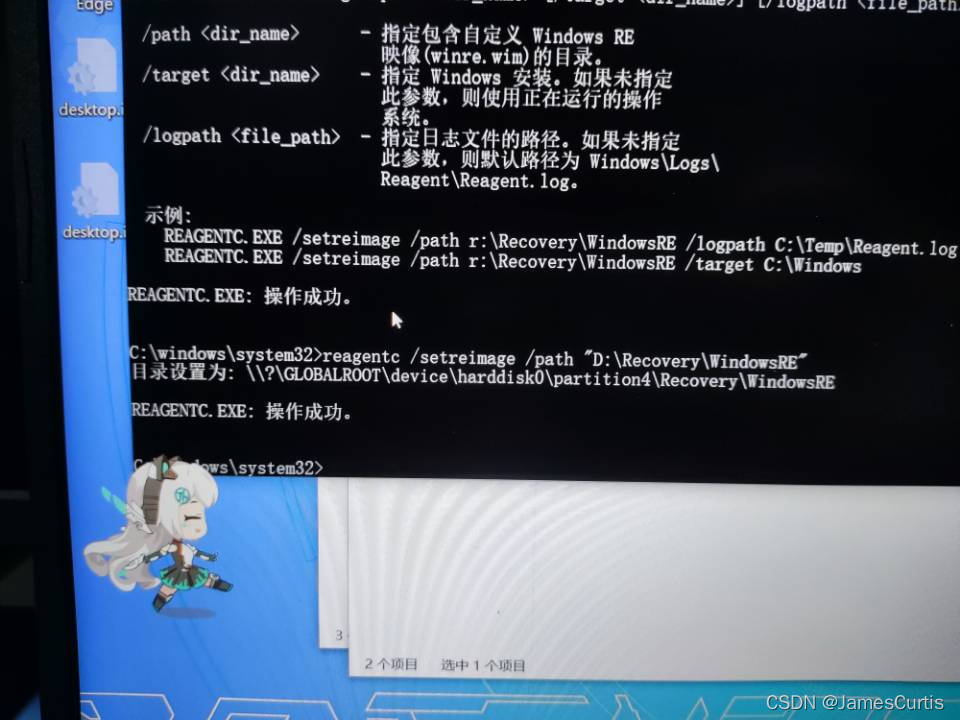 Edge
/path <dir_name> - 指定包含自定义 Windows RE
映像(winre.wim)的目录。
/target <dir_name> - 指定 Windows 安装。如果未指定
此参数，则使用正在运行的操作
系统。
/logpath <file_path> - 指定日志文件的路径。如果未指定
此参数，则默认路径为 Windows\Logs\
Reagent\Reagent.log。
desktop.i
desktop.i
示例:
REAGENTC.EXE /setreimage /path r:\Recovery\WindowsRE /logpath C:\Temp\Reagent.log
REAGENTC.EXE /setreimage /path r:\Recovery\WindowsRE /target C:\Windows
REAGENTC.EXE: 操作成功。
C:\windows\system32>reagentc /setreimage /path "D:\Recovery\WindowsRE"
目录设置为: \\?\GLOBALROOT\device\harddisk0\partition4\Recovery\WindowsRE
REAGENTC.EXE: 操作成功。
ows\system32>
3
2 个项目 选中 1 个项目
CSDN @JamesCurtis